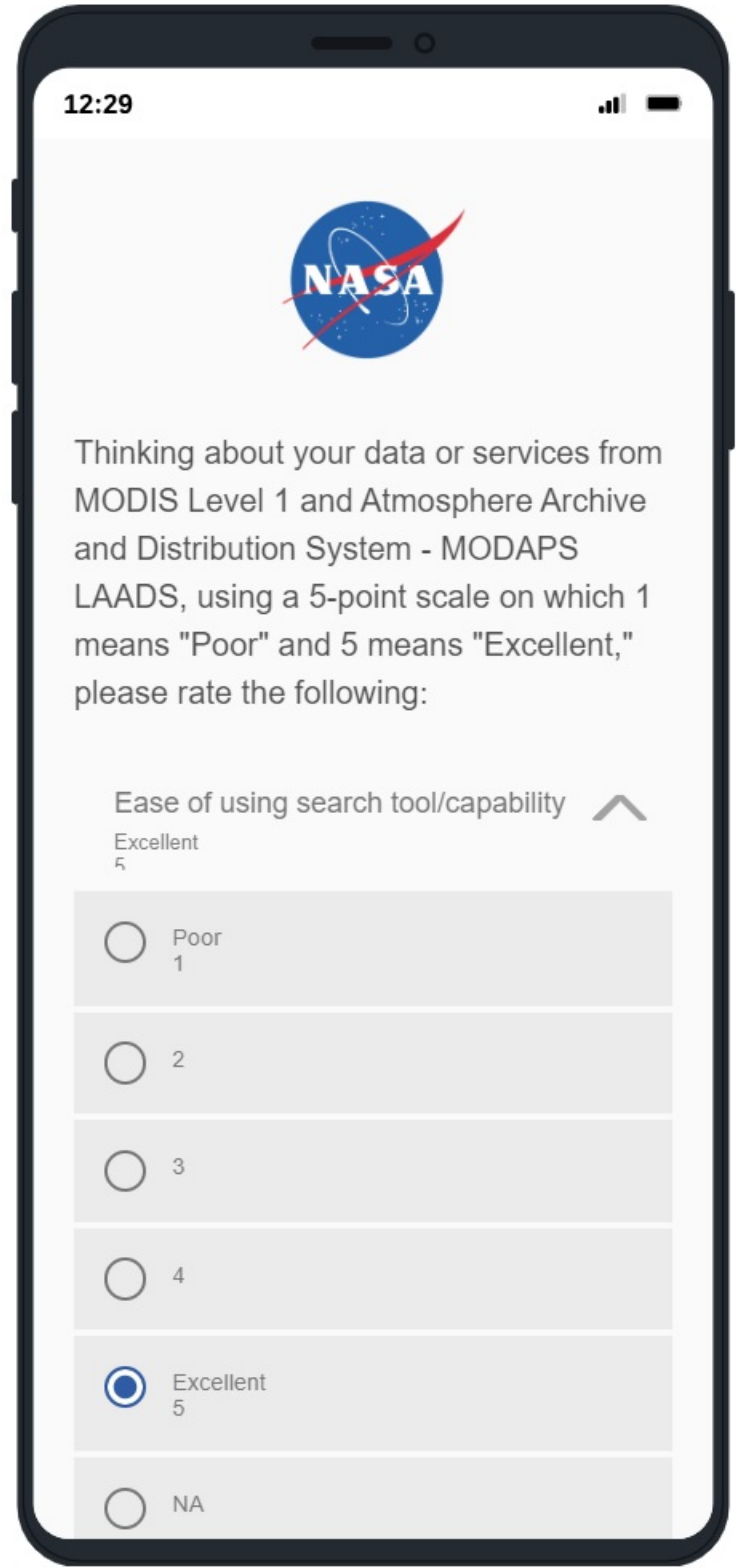 12:29
NASA
Thinking about your data or services from
MODIS Level 1 and Atmosphere Archive
and Distribution System - MODAPS
LAADS, using a 5-point scale on which 1
means "Poor" and 5 means "Excellent,"
please rate the following:
Ease of using search tool/capability
Excellent
5
Poor
1
2
3
4
Excellent
5
NA